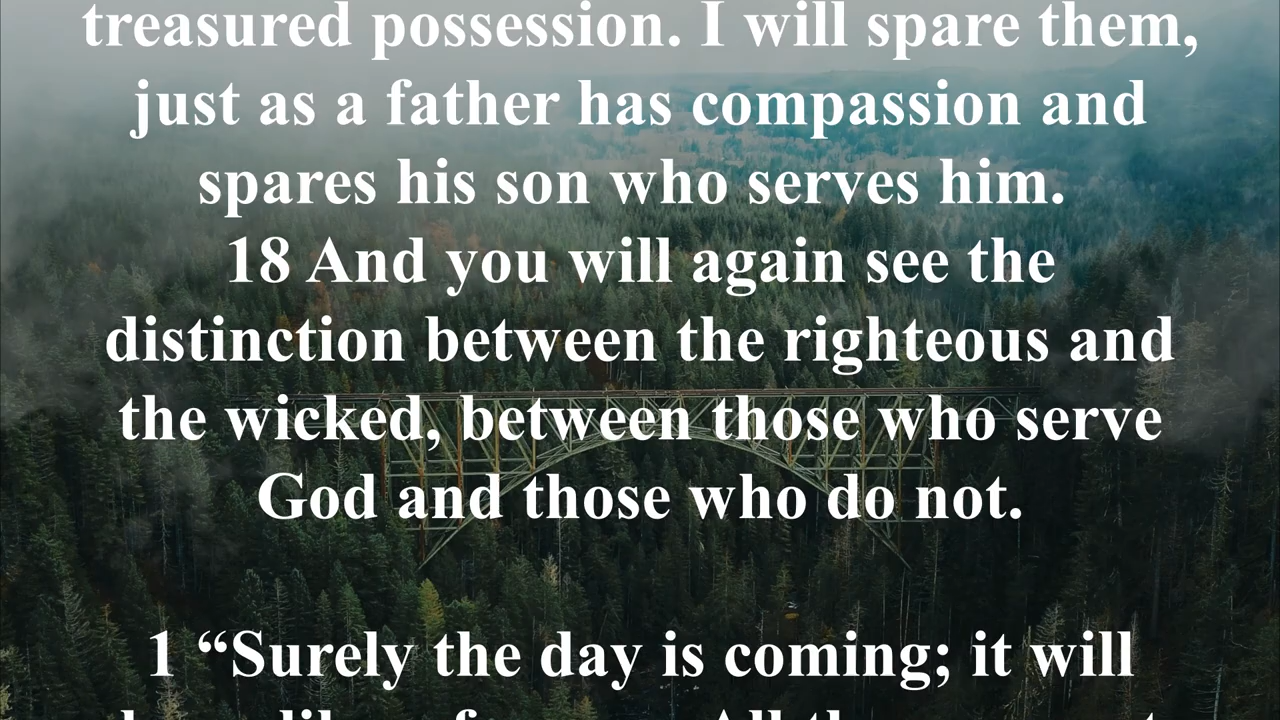 treasured possession. I will spare them,
just as a father has compassion and
spares his son who serves him.
18 And you will again see the
distinction between the righteous and
the wicked, between those who serve
God and those who do not.
1 “Surely the day is coming; it will